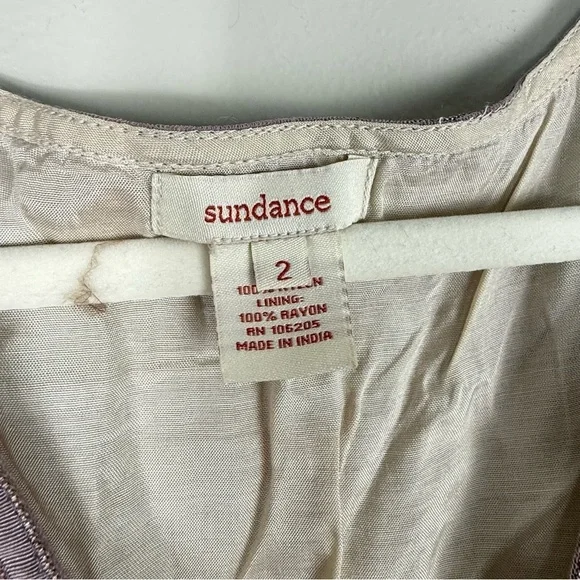 sundance
2
100%
LINING:
100% RAYON
RN 106205
MADE IN INDIA